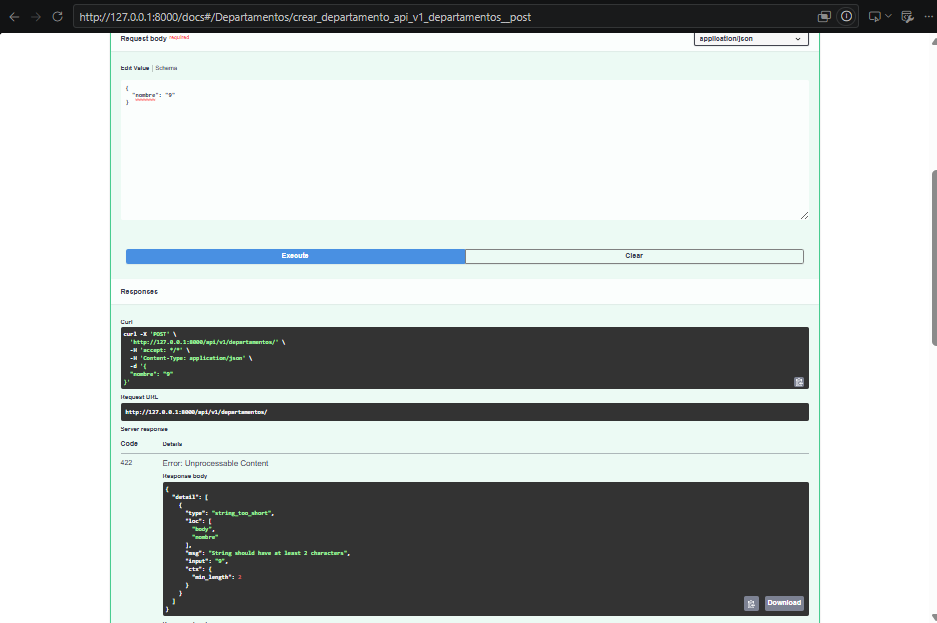 http://127.0.0.1:8000/docs#/Departamentos/crear_departamento_api_v1_departamentos__post
Request body required
application/json
Edit Value | Schema
{
"nombre": "9"
}
Execute
Clear
Responses
Curl
curl -X 'POST' \
'http://127.0.0.1:8000/api/v1/departamentos/' \
-H 'accept: */*' \
-H 'Content-Type: application/json' \
-d '{
"nombre": "9"
}'
Request URL
http://127.0.0.1:8000/api/v1/departamentos/
Server response
Code
Details
422
Error: Unprocessable Content
Response body
{
"detail": [
{
"type": "string_too_short",
"loc": [
"body",
"nombre"
],
"msg": "String should have at least 2 characters",
"input": "9",
"ctx": {
"min_length": 2
}
}
]
}
Download